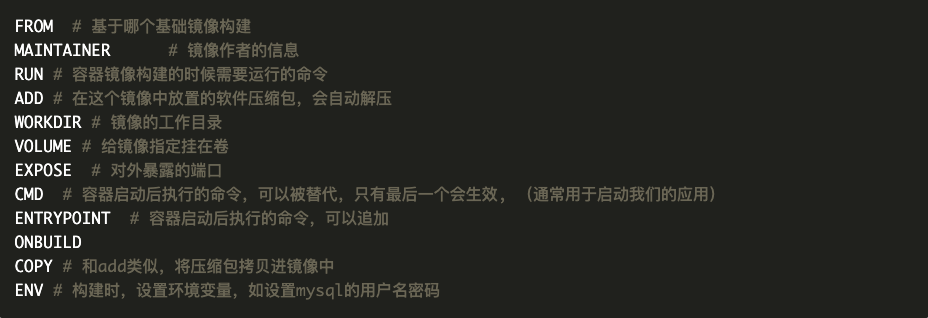 FROM  # 基于哪个基础镜像构建
MAINTAINER      # 镜像作者的信息
RUN # 容器镜像构建的时候需要运行的命令
ADD # 在这个镜像中放置的软件压缩包，会自动解压
WORKDIR # 镜像的工作目录
VOLUME # 给镜像指定挂在卷
EXPOSE  # 对外暴露的端口
CMD  # 容器启动后执行的命令，可以被替代，只有最后一个会生效，（通常用于启动我们的应用）
ENTRYPOINT  # 容器启动后执行的命令，可以追加
ONBUILD
COPY # 和add类似，将压缩包拷贝进镜像中
ENV # 构建时，设置环境变量，如设置mysql的用户名密码